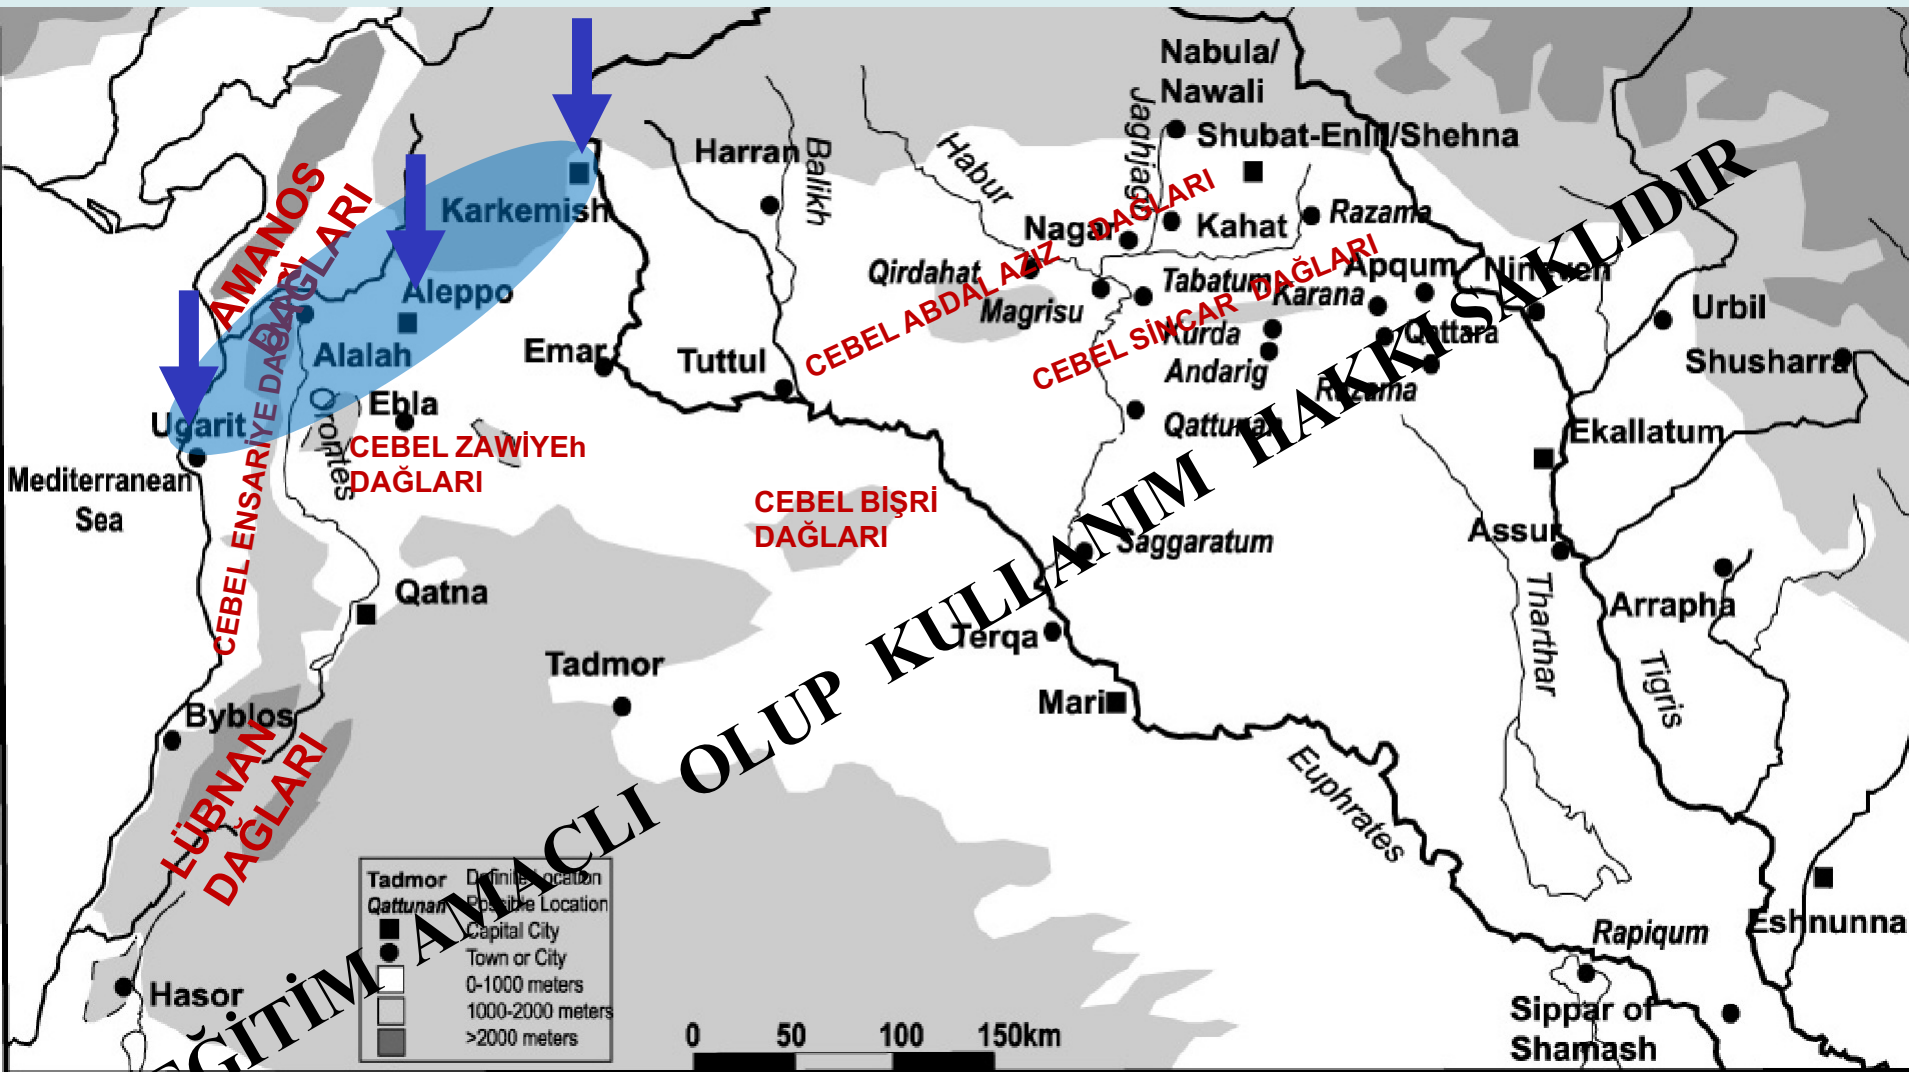 Nabula/
Nawali
Jaghjagh
Shubat-Enlil/Shehna
Harran
Balikh
Habur
AMANOS
DAĞLARI
Karkemish
DAĞLARI
Nagar
Kahat
Razama
Qirdahat
CEBEL ABDALAZIZ
Magrisu
Tabatum
CEBEL SİNCAR DAĞLARI
Karana
Apqum
Nineveh
Aleppo
Urbil
Alalah
Emar
Tuttul
Kurda
Qattara
Shusharra
Andarig
Razama
Orontes
Ebla
Ugarit
Qattunan
Ekallatum
CEBEL ENSARİYE DAĞLARI
CEBEL ZAWİYEh
DAĞLARI
Mediterranean
Sea
CEBEL BİŞRİ
DAĞLARI
Saggaratum
Assur
Qatna
Tharthar
Arrapha
Terqa
Tadmor
Tigris
Mari
Byblos
LÜBNAN
DAĞLARI
Euphrates
Tadmor Definite Location
Qattunan Possible Location
Capital City
Town or City
0-1000 meters
1000-2000 meters
>2000 meters
Hasor
Rapiqum
Eshnunna
Sippar of
Shamash
0 50 100 150km
EĞİTİM AMAÇLI OLUP KULLANIM HAKKI SAKLIDIR